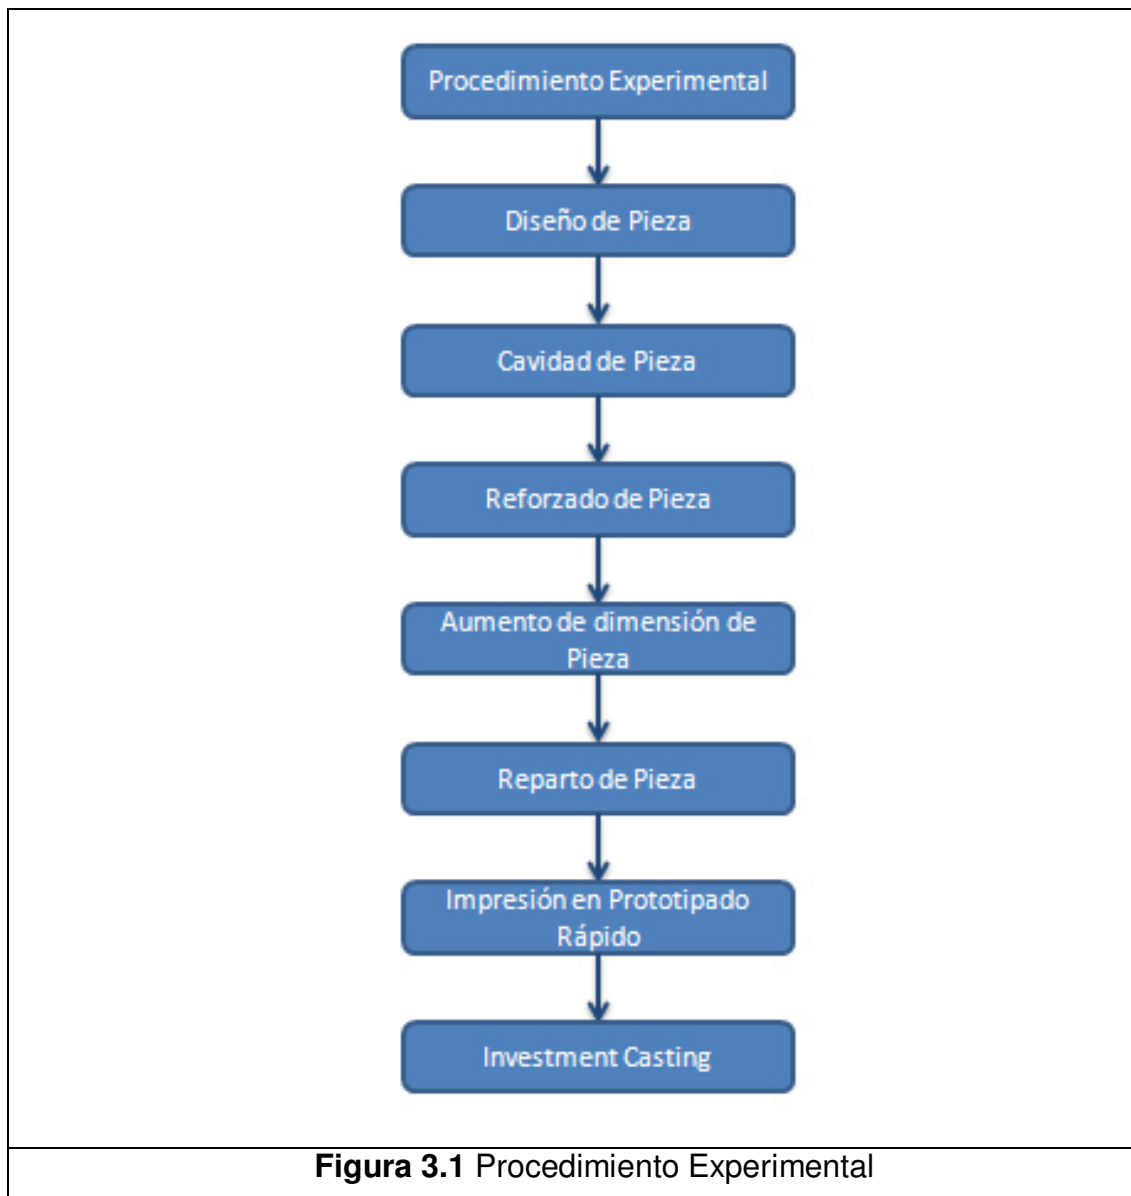 Procedimiento Experimental
Diseño de Pieza
Cavidad de Pieza
Reforzado de Pieza
Aumento de dimensión de
Pieza
Reparto de Pieza
Impresión en Prototipado
Rápido
Investment Casting
Figura 3.1 Procedimiento Experimental